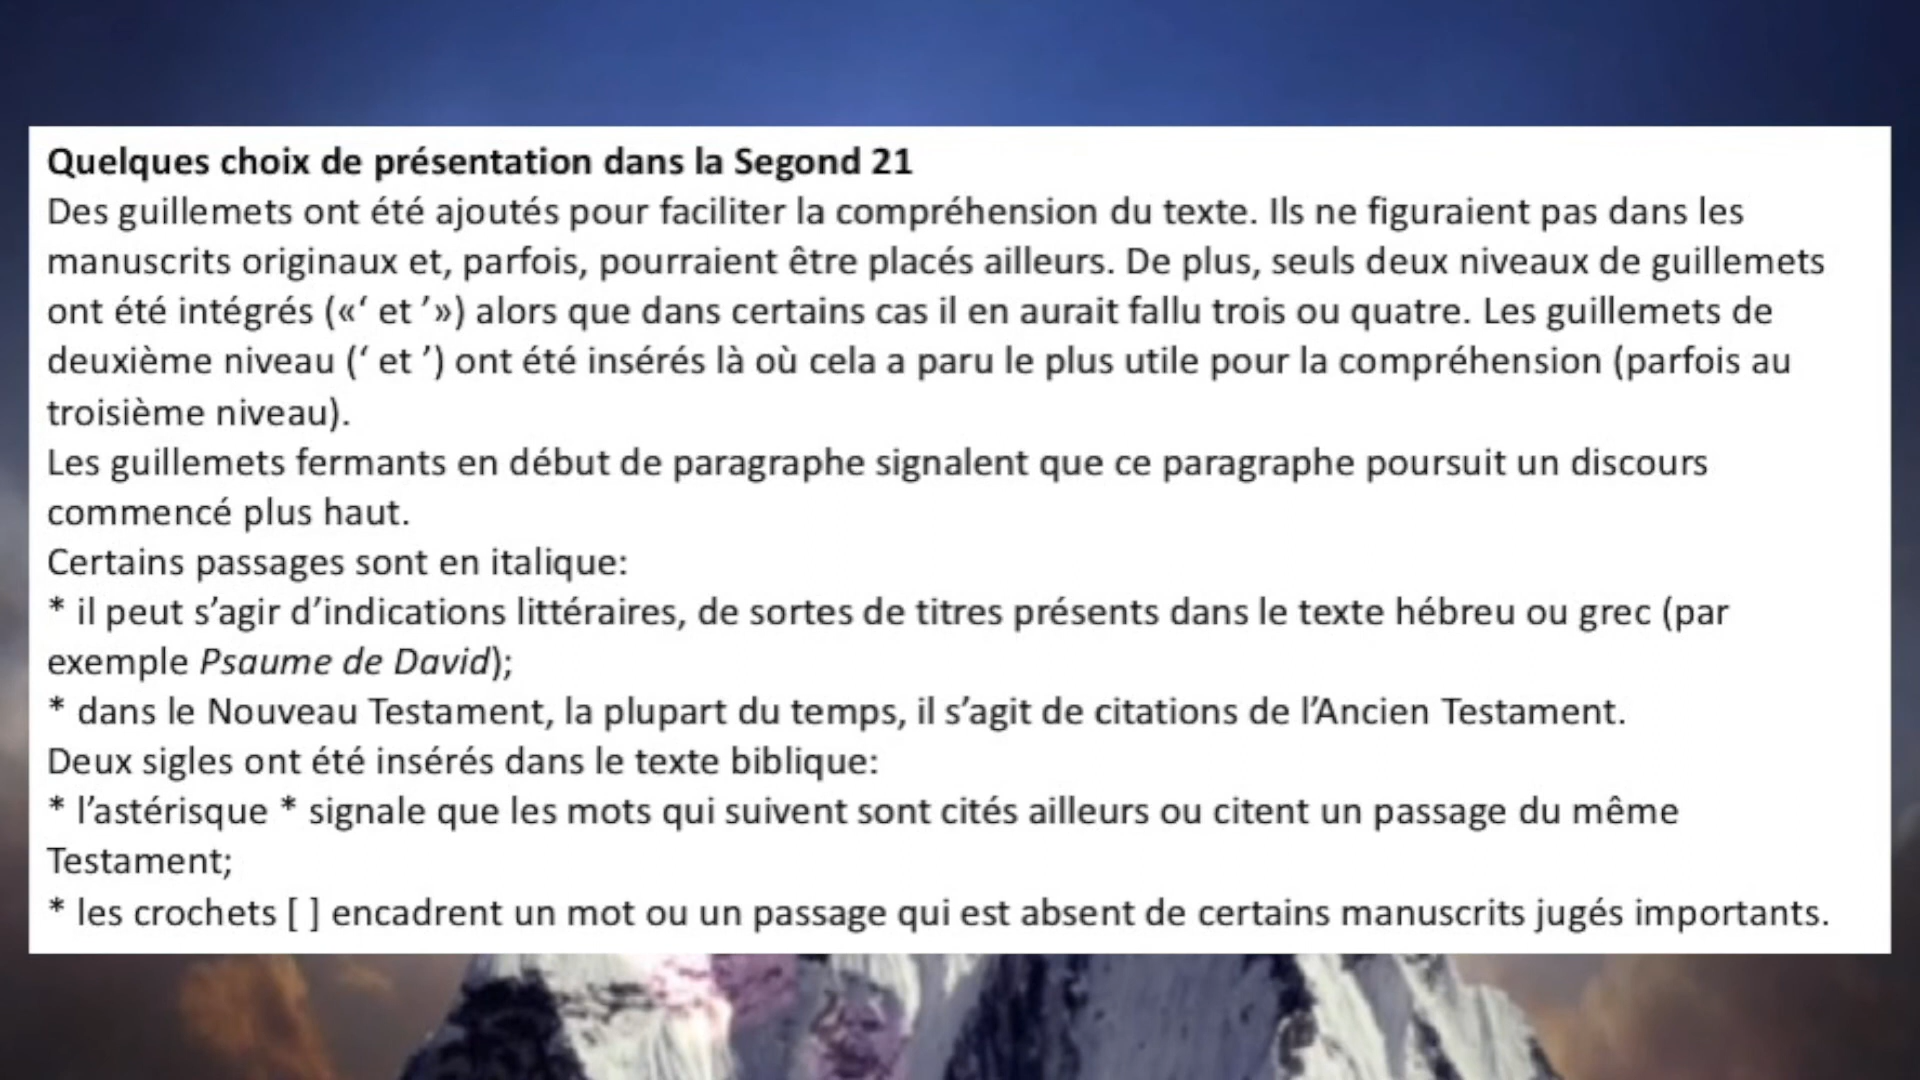 Quelques choix de présentation dans la Segond 21
Des guillemets ont été ajoutés pour faciliter la compréhension du texte. Ils ne figuraient pas dans les
manuscrits originaux et, parfois, pourraient être placés ailleurs. De plus, seuls deux niveaux de guillemets
ont été intégrés («‘ et ’») alors que dans certains cas il en aurait fallu trois ou quatre. Les guillemets de
deuxième niveau (‘ et ’) ont été insérés là où cela a paru le plus utile pour la compréhension (parfois au
troisième niveau).
Les guillemets fermants en début de paragraphe signalent que ce paragraphe poursuit un discours
commencé plus haut.
Certains passages sont en italique:
* il peut s’agir d’indications littéraires, de sortes de titres présents dans le texte hébreu ou grec (par
exemple Psaume de David);
* dans le Nouveau Testament, la plupart du temps, il s’agit de citations de l’Ancien Testament.
Deux sigles ont été insérés dans le texte biblique:
* l’astérisque * signale que les mots qui suivent sont cités ailleurs ou citent un passage du même
Testament;
* les crochets [ ] encadrent un mot ou un passage qui est absent de certains manuscrits jugés importants.